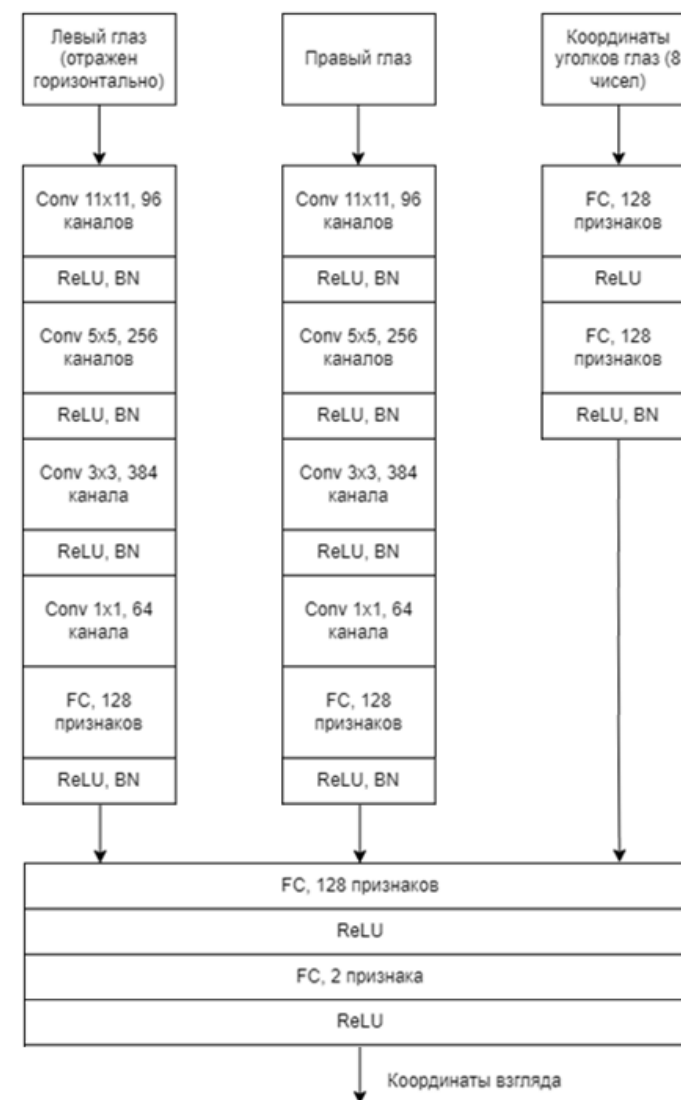 Левый глаз
(отражен
горизонтально)
Conv 11x11, 96
каналов
ReLU, BN
Conv 5x5, 256
каналов
ReLU, BN
Conv 3x3, 384
канала
ReLU, BN
Conv 1x1, 64
канала
FC, 128
признаков
ReLU, BN
Правый глаз
Conv 11x11, 96
каналов
ReLU, BN
Conv 5x5, 256
каналов
ReLU, BN
Conv 3x3, 384
канала
ReLU, BN
Conv 1x1, 64
канала
FC, 128
признаков
ReLU, BN
Координаты
уголков глаз (8
чисел)
FC, 128
признаков
ReLU
FC, 128
признаков
ReLU, BN
FC, 128 признаков
ReLU
FC, 2 признака
ReLU
Координаты взгляда